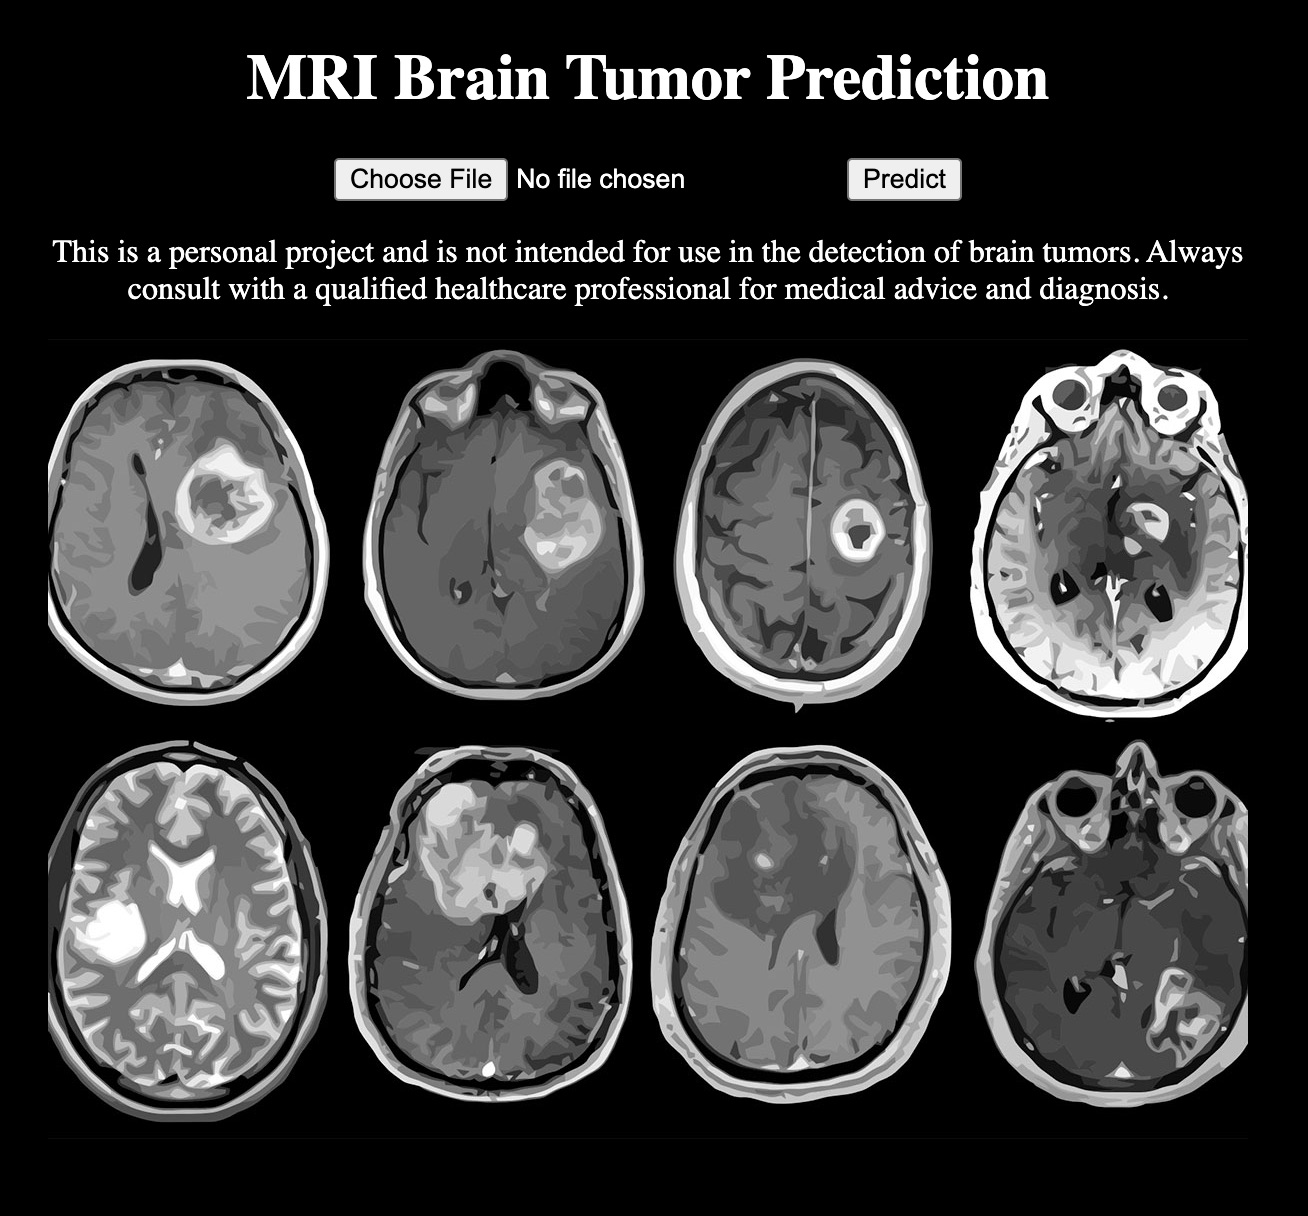 MRI Brain Tumor Prediction
Choose File No file chosen Predict
This is a personal project and is not intended for use in the detection of brain tumors. Always
consult with a qualified healthcare professional for medical advice and diagnosis.